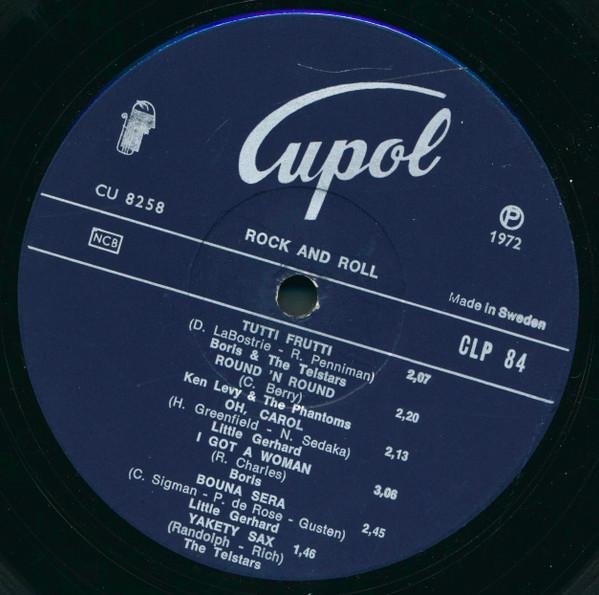 Cupol
CU 8258
Ⓟ
1972
NCB
ROCK AND ROLL
Made in Sweden
CLP 84
TUTTI FRUTTI
(D. LaBostrie - R. Penniman)
Boris & The Telstars 2,07
ROUND 'N ROUND
(C. Berry)
Ken Levy & The Phantoms 2,20
OH, CAROL
(H. Greenfield - N. Sedaka)
Little Gerhard 2,13
I GOT A WOMAN
(R. Charles)
Boris 3,06
BOUNA SERA
(C. Sigman - P. de Rose - Gusten)
Little Gerhard 2,45
YAKETY SAX
(Randolph - Rich) 1,46
The Telstars